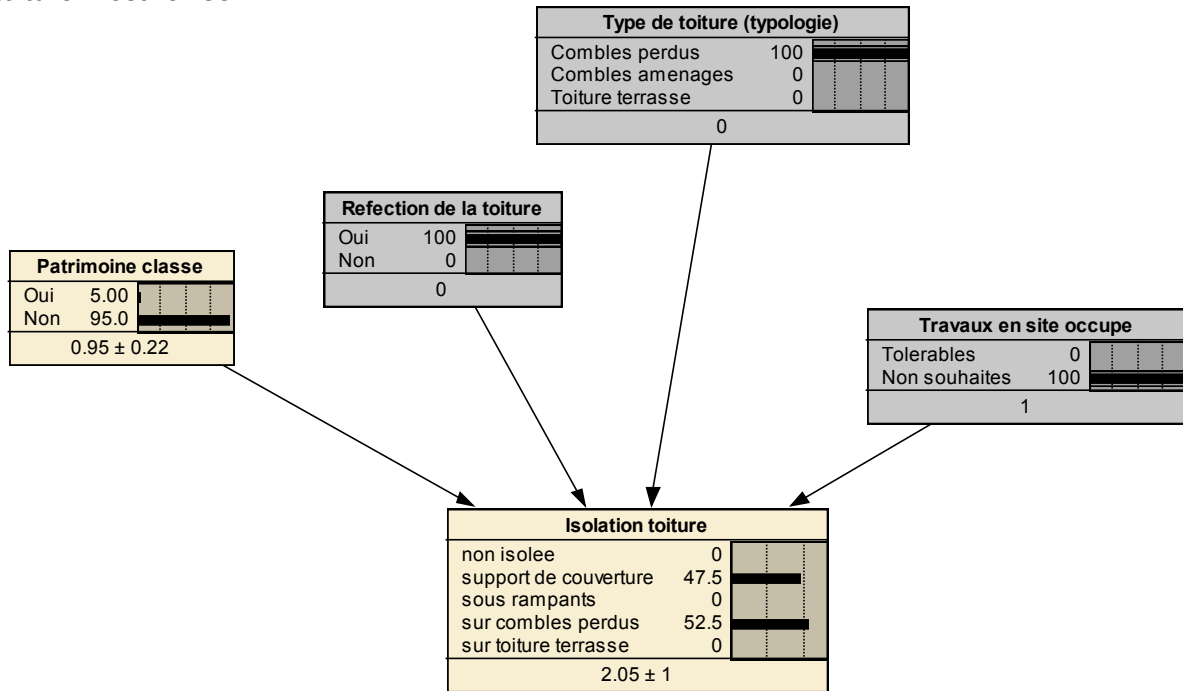 Type de toiture (typologie)
Combles perdus 100
Combles amenages 0
Toiture terrasse 0
0
Refection de la toiture
Oui 100
Non 0
0
Patrimoine classe
Oui 5.00
Non 95.0
0.95 ± 0.22
Travaux en site occupe
Tolerables 0
Non souhaites 100
1
Isolation toiture
non isolee 0
support de couverture 47.5
sous rampants 0
sur combles perdus 52.5
sur toiture terrasse 0
2.05 ± 1